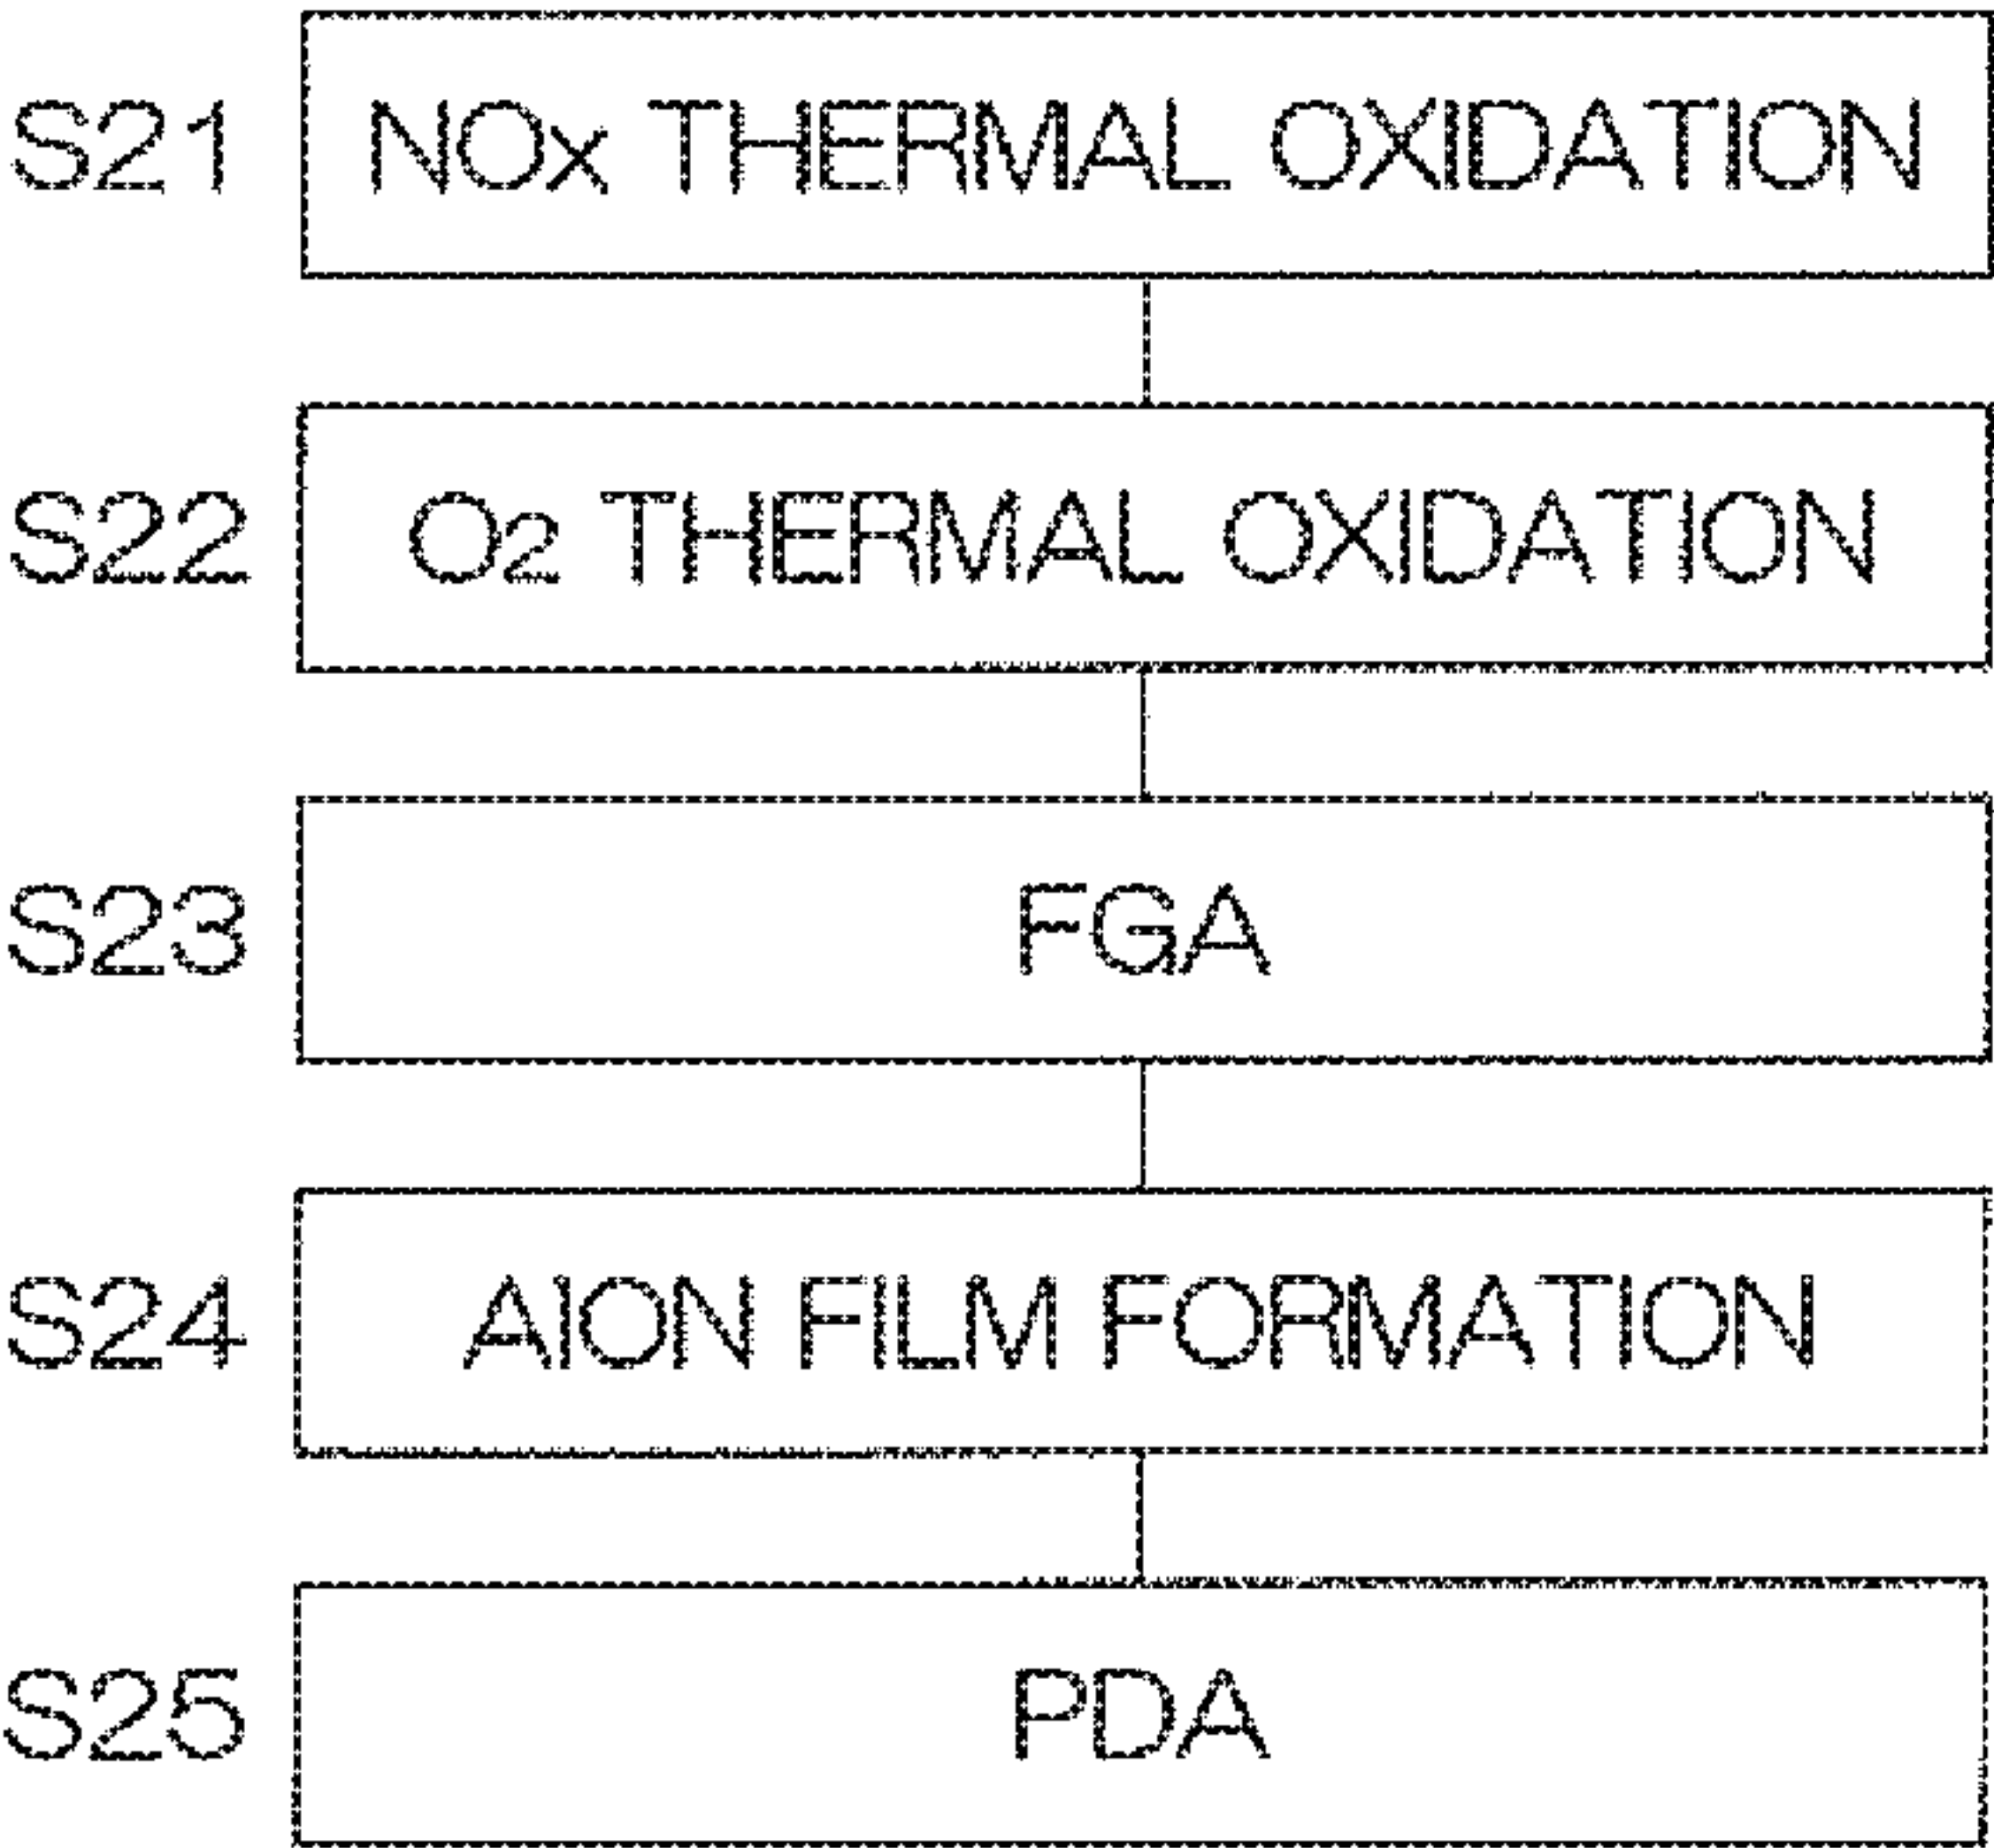 S21 NOx THERMAL OXIDATION
S22 O2 THERMAL OXIDATION
S23 FGA
S24 AlON FILM FORMATION
S25 PDA